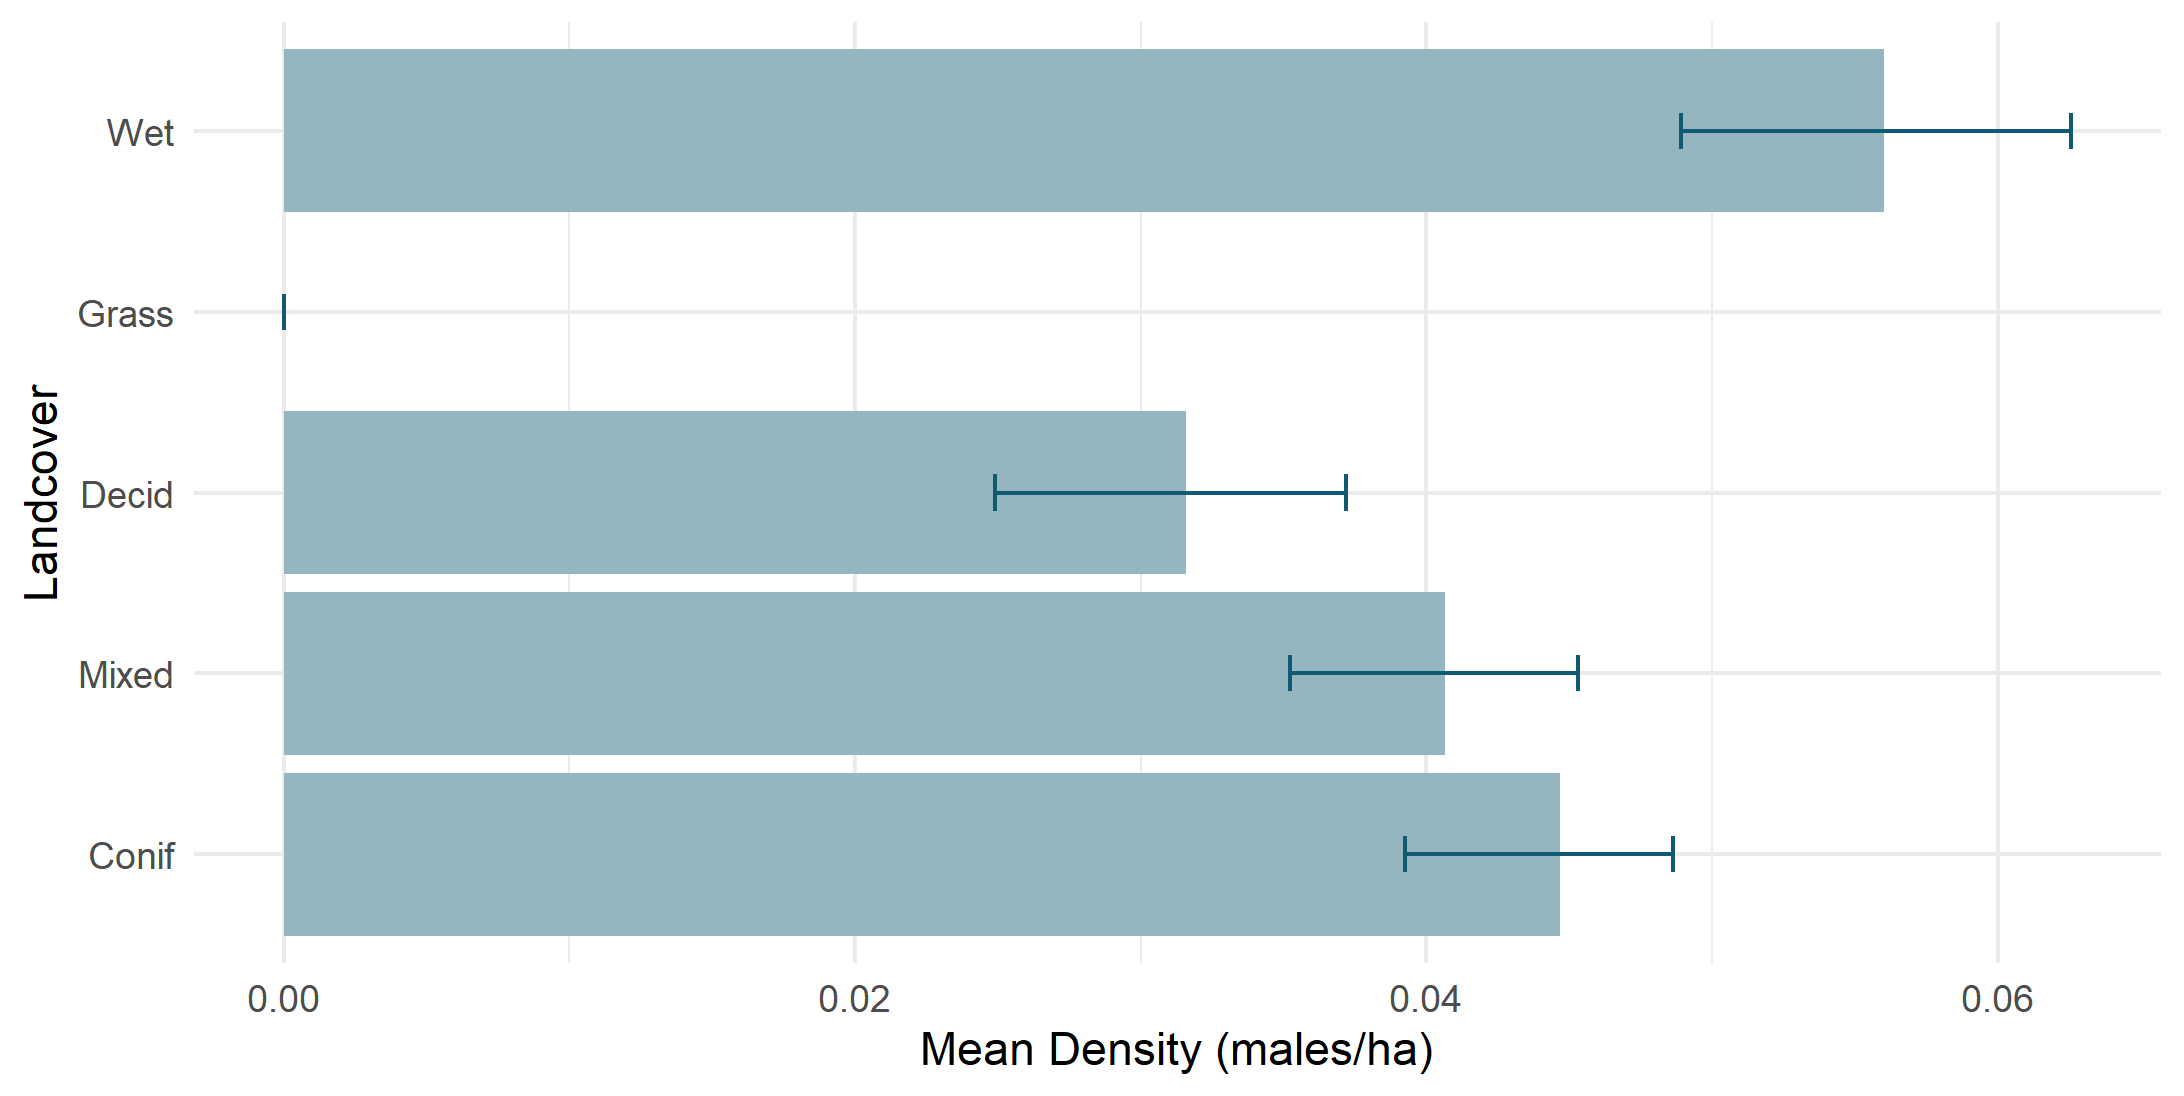 Wet
Grass
Decid
Mixed
Conif
Landcover
0.00 0.02 0.04 0.06
Mean Density (males/ha)